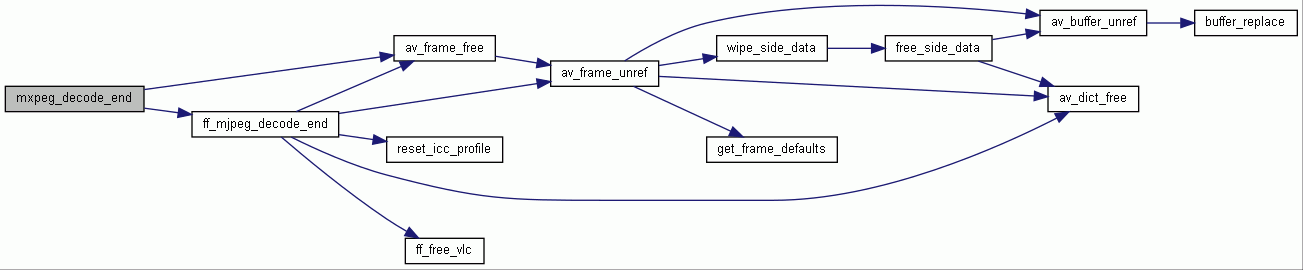 mxpeg_decode_end
av_frame_free
ff_mjpeg_decode_end
reset_icc_profile
ff_free_vlc
av_frame_unref
wipe_side_data
get_frame_defaults
free_side_data
av_buffer_unref
av_dict_free
buffer_replace